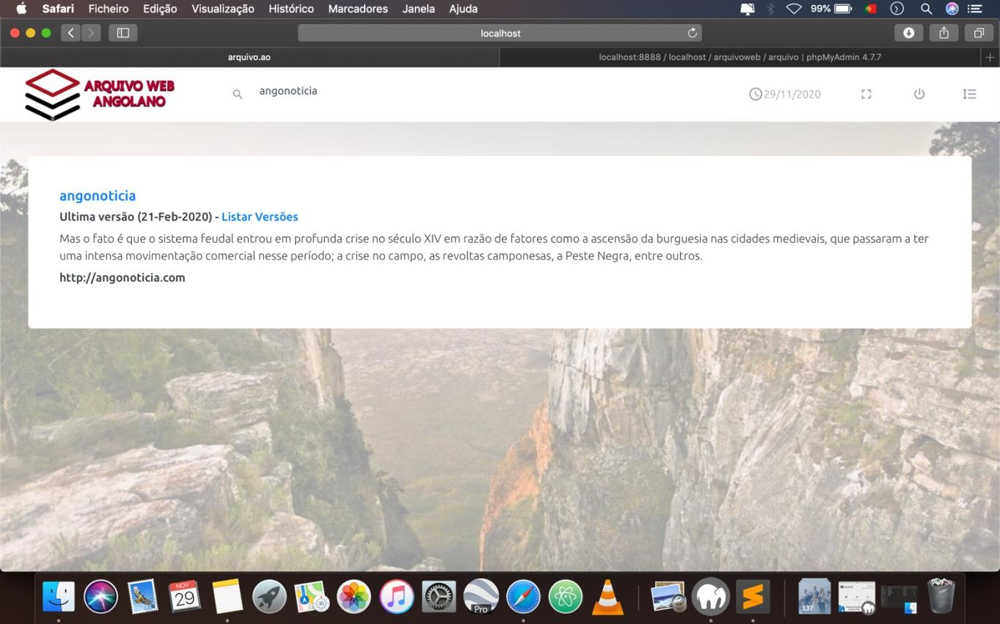 Safari Ficheiro Edição Visualização Histórico Marcadores Janela Ajuda 99%
localhost
arquivo.ao localhost:8888 / localhost / arquivoweb / arquivo | phpMyAdmin 4.7.7
ARQUIVO WEB
ANGOLANO
angonoticia
29/11/2020
angonoticia
Ultima versão (21-Feb-2020) - Listar Versões
Mas o fato é que o sistema feudal entrou em profunda crise no século XIV em razão de fatores como a ascensão da burguesia nas cidades medievais, que passaram a ter
uma intensa movimentação comercial nesse período; a crise no campo, as revoltas camponesas, a Peste Negra, entre outros.
http://angonoticia.com
NOV
29
3D
Pro
137